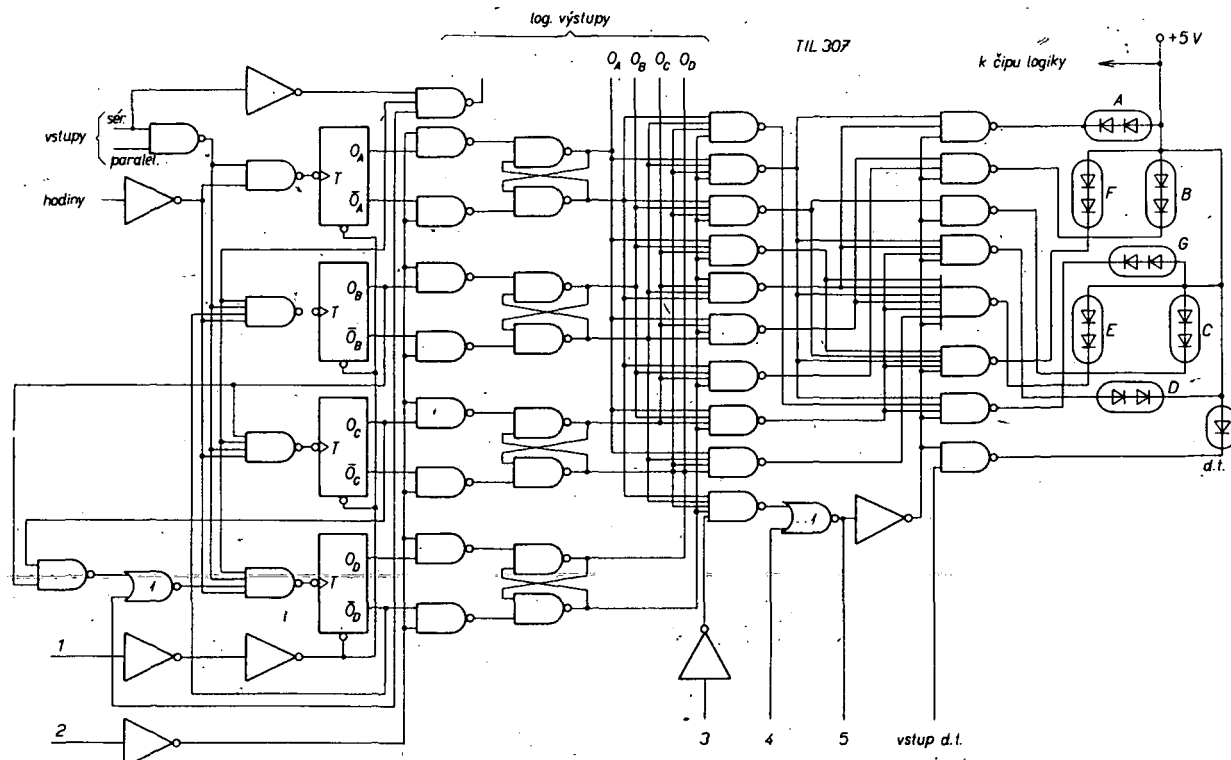 log. výstupy
TIL 307
+5 V
k čipu logiky
O_A O_B O_C O_D
vstupy
sér.
paralel.
hodiny
T
O_A
Ō_A
T
O_B
Ō_B
T
O_C
Ō_C
T
O_D
Ō_D
A
F
B
G
E
C
D
d.t.
1
1
1
2
3
4
5
vstup d.t.